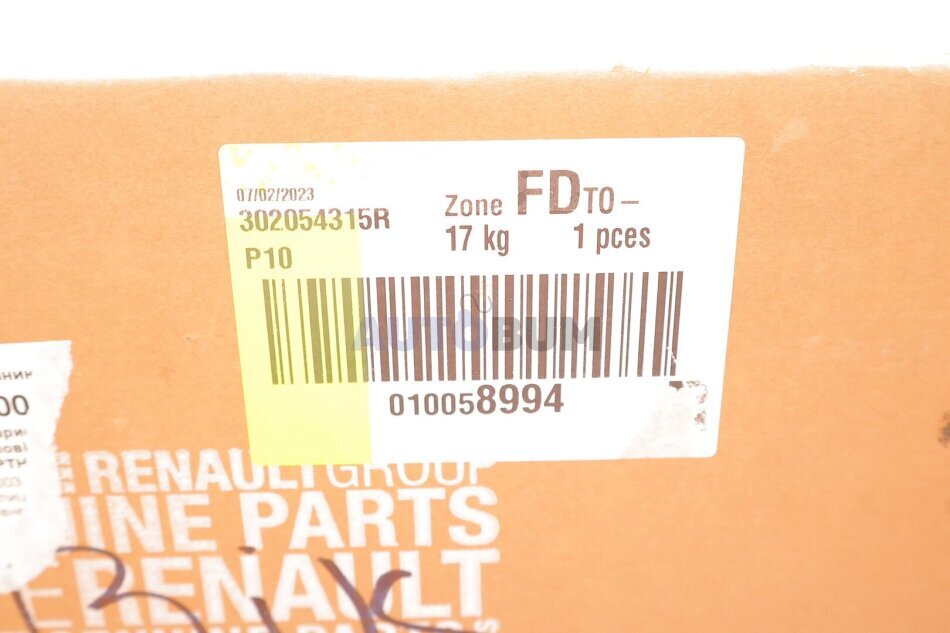 07/02/2023
302054315R
P10
Zone FD TO –
17 kg 1 pces
AUTOBUM
010058994
00
RENAULT GROUP
INE PARTS
RENAULT